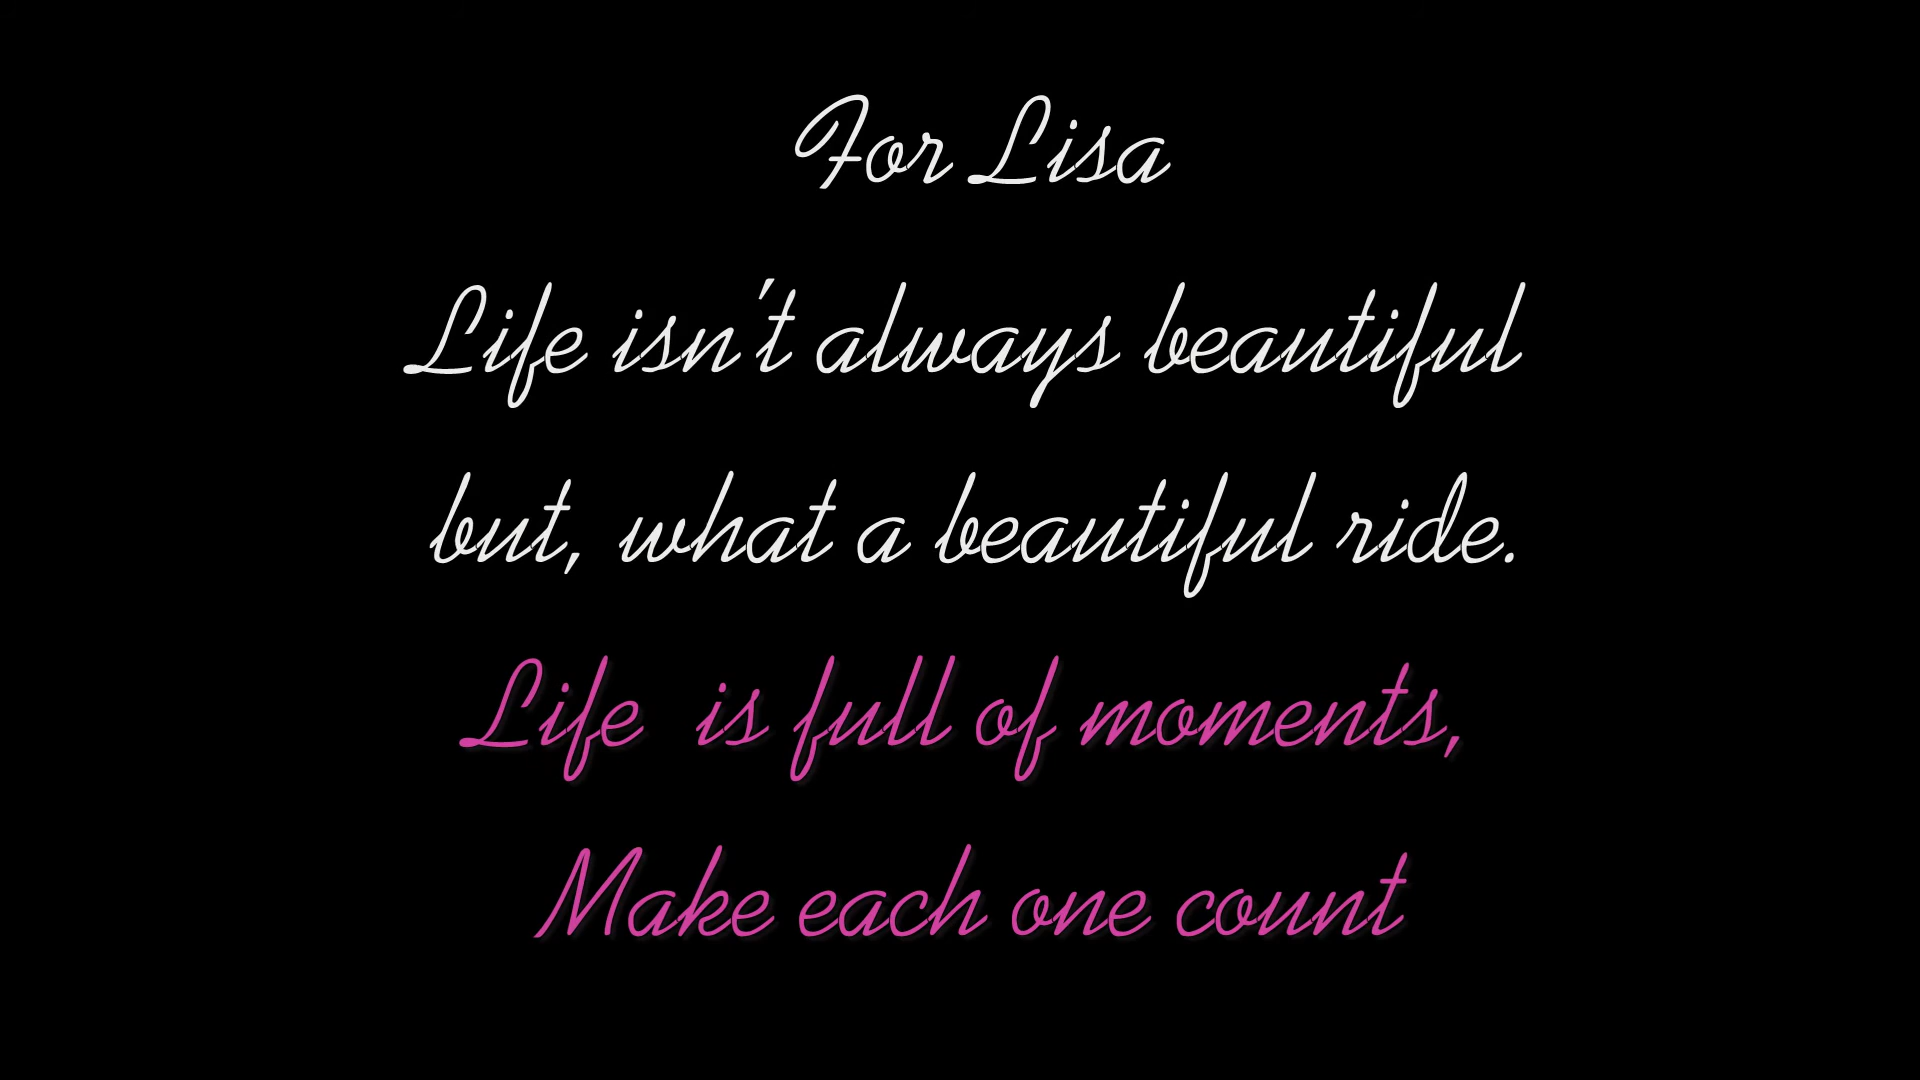 For Lisa
Life isn't always beautiful
but, what a beautiful ride.
Life is full of moments,
Make each one count